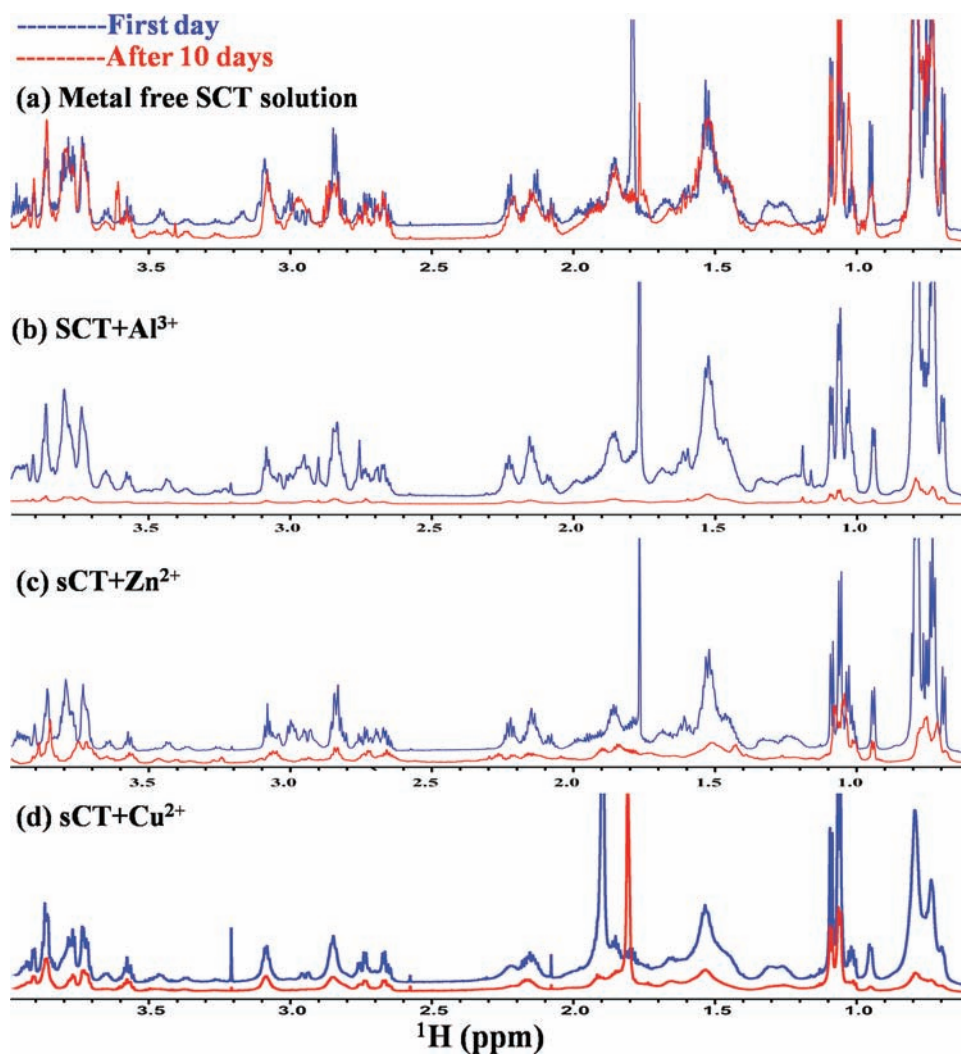 ---------First day
---------After 10 days
(a) Metal free SCT solution
3.5 3.0 2.5 2.0 1.5 1.0
(b) SCT+Al³⁺
3.5 3.0 2.5 2.0 1.5 1.0
(c) sCT+Zn²⁺
3.5 3.0 2.5 2.0 1.5 1.0
(d) sCT+Cu²⁺
3.5 3.0 2.5 2.0 1.5 1.0
¹H (ppm)